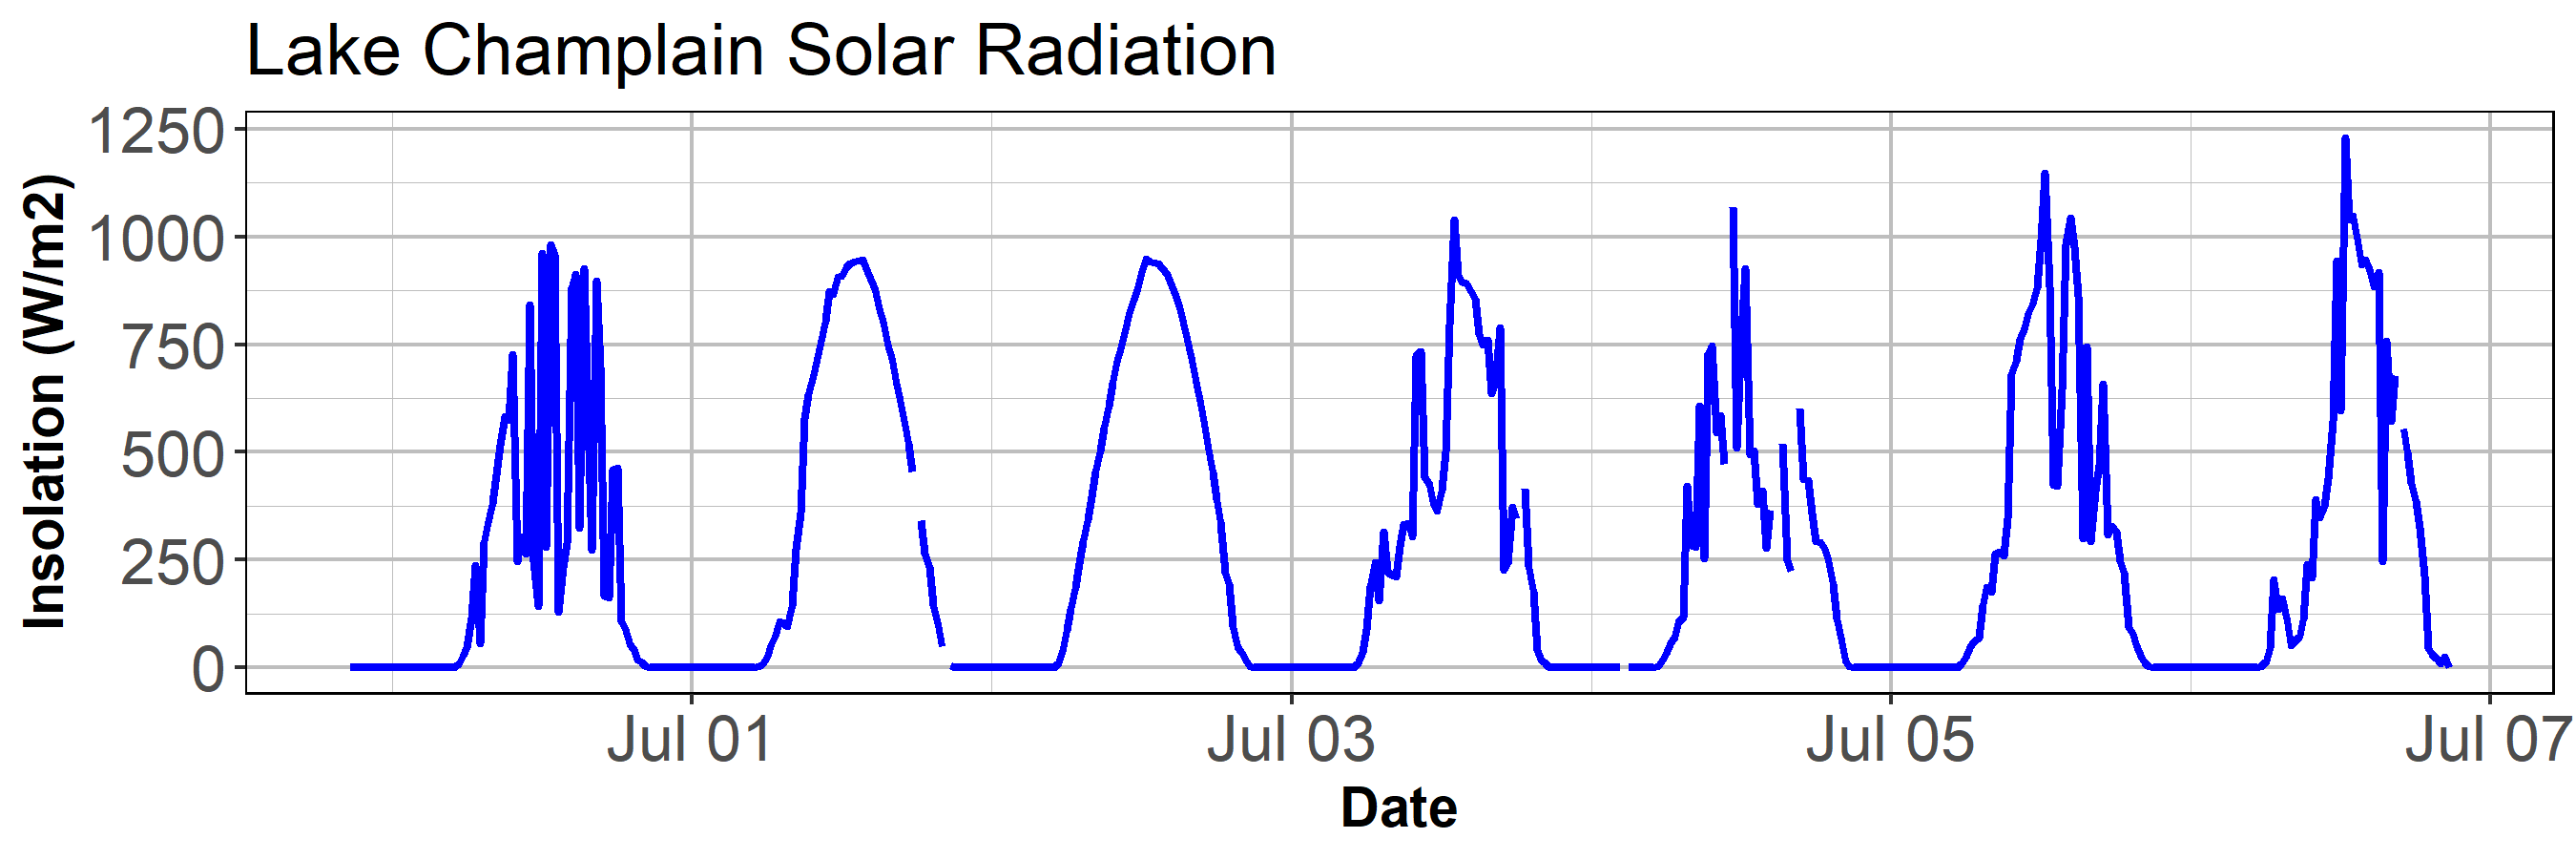 Lake Champlain Solar Radiation
1250
1000
750
500
250
0
Insolation (W/m2)
Jul 01
Jul 03
Jul 05
Jul 07
Date